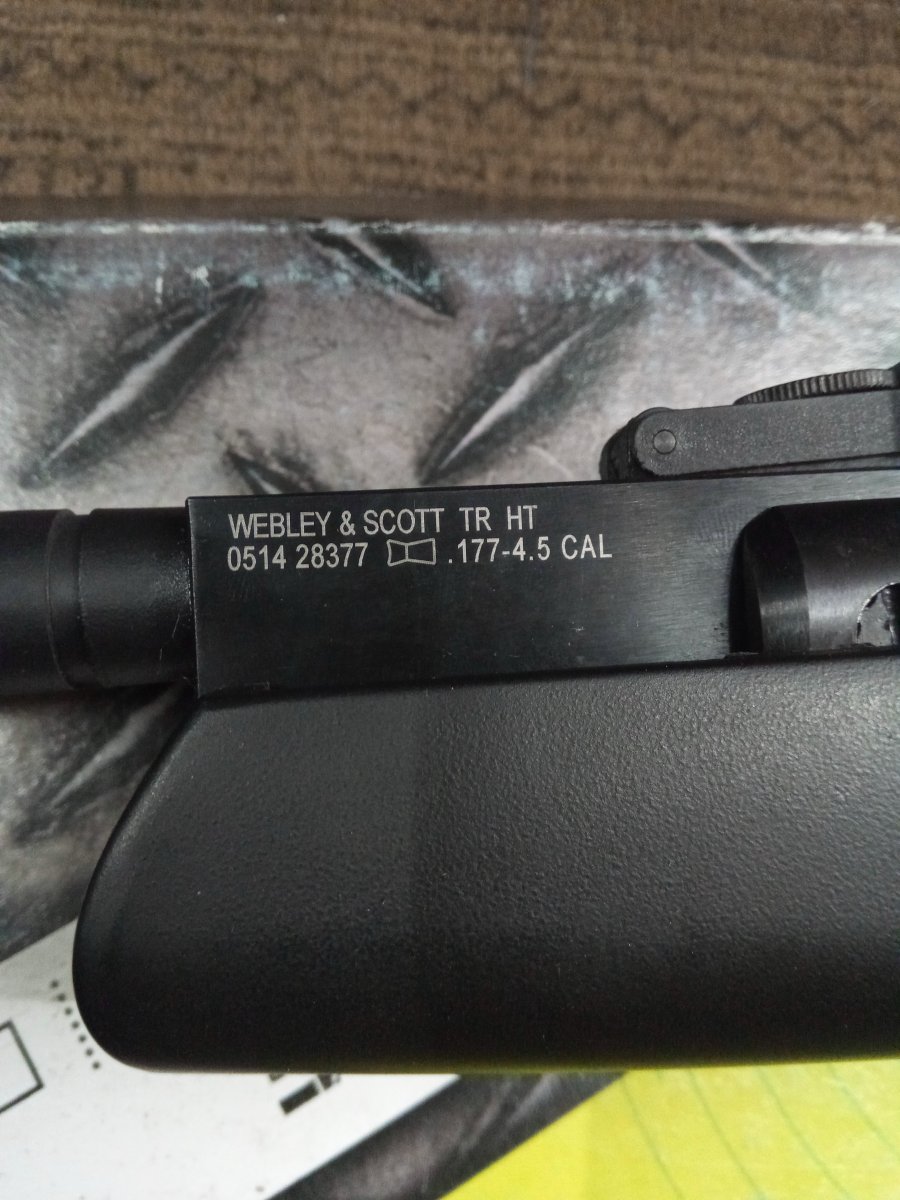 WEBLEY & SCOTT TR HT
0514 28377 .177-4.5 CAL